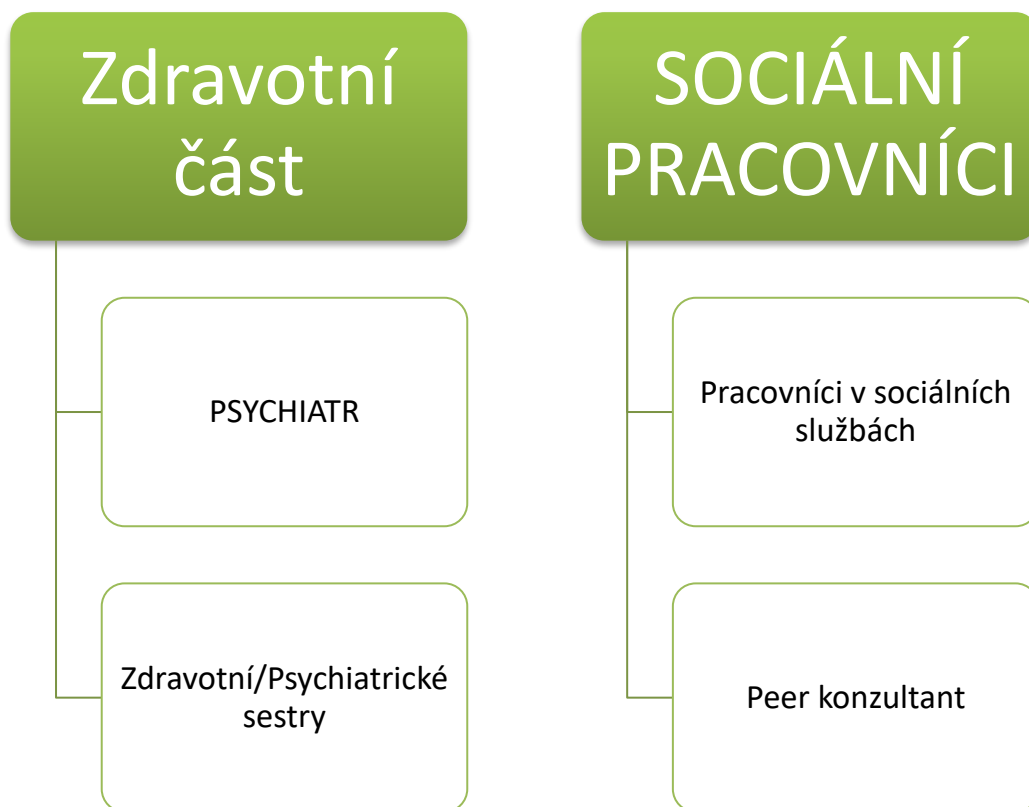 Zdravotní
část
PSYCHIATR
Zdravotní/Psychiatrické
sestry
SOCIÁLNÍ
PRACOVNÍCI
Pracovníci v sociálních
službách
Peer konzultant